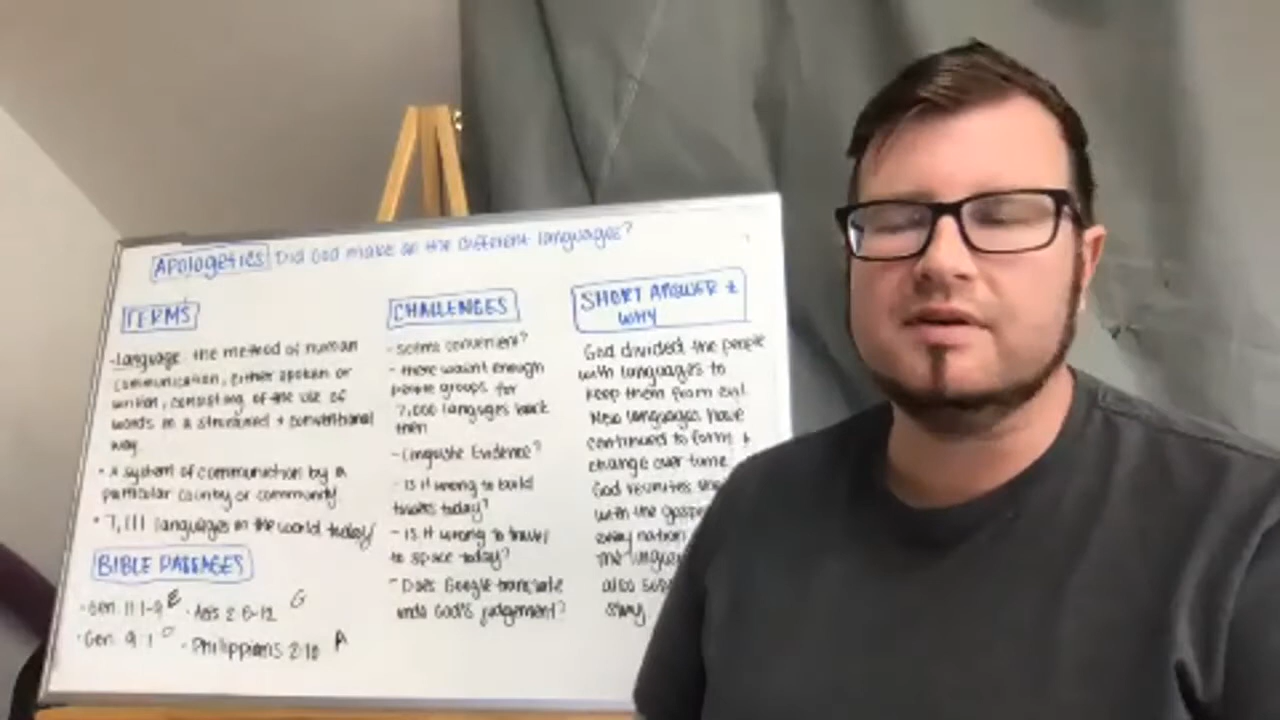 APologetics Did God make all the different languages?
TERMS
- Language: the method of human
communication, either spoken or
written, consisting of the use of
words in a structured + conventional
way
• A system of communiction by a
particular country or community
• 7,111 languages in the world today
BIBLE PASSAGES
• Gen. 11:1-9 E • Acts 2:6-12 G
• Gen. 9:1 O • Philippians 2:10 A
CHALLENGES
- seems convenient?
- there wasn't enough
people groups for
7,000 languages back
then
- Linguistic Evidence?
- Is it wrong to build
towers today?
- Is it wrong to travel
to space today?
- Does Google translate
undo God's judgement?
SHORT ANSWER +
WHY
God divided the people
with languages to
keep them from evil.
New languages have
continued to form +
change over time.
God reunites
with the gospel
every nation
also
story.